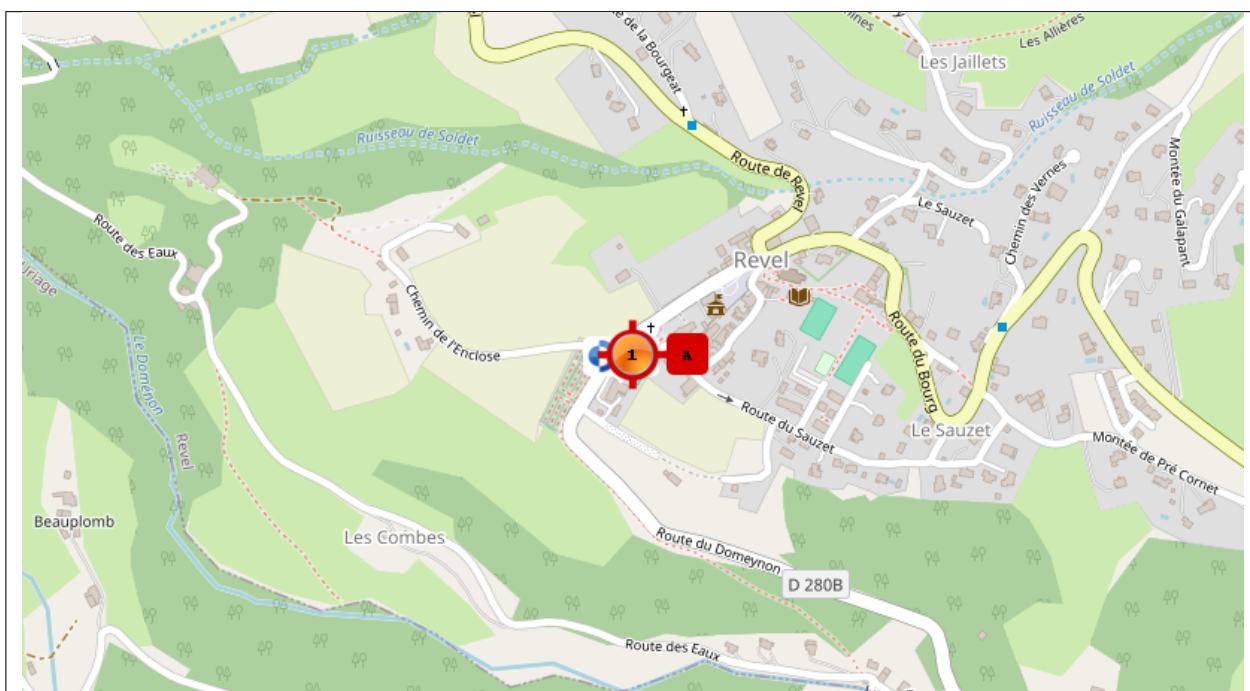 de la Bourgeat
Les Allières
Les Jaillets
Ruisseau de Soldet
Ruisseau de Soldet
Route de Revel
Montée du Galapant
Chemin des Vernes
Le Sauzet
Route des Eaux
Revel
Uriage
Chemin de l'Enclose
Le Doménon
1
A
Route du Bourg
Route du Sauzet
Le Sauzet
Revel
Montée de Pré Cornet
Beauplomb
Les Combes
Route du Domeynon
D 280B
Route des Eaux